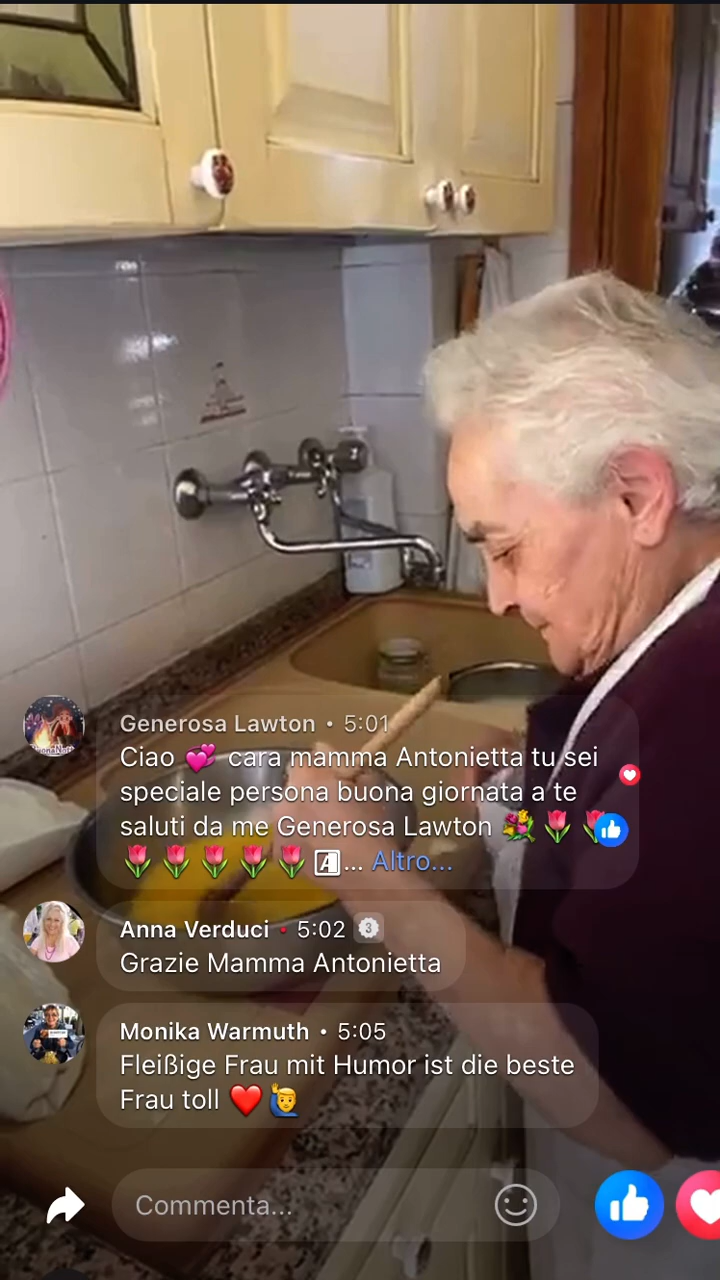 Generosa Lawton • 5:01
Ciao 💕 cara mamma Antonietta tu sei
speciale persona buona giornata a te
saluti da me Generosa Lawton 💐 🌷 🌷
🌷 🌷 🌷 🌷 🌷 🅰... Altro...
Anna Verduci • 5:02 3
Grazie Mamma Antonietta
Monika Warmuth • 5:05
Fleißige Frau mit Humor ist die beste
Frau toll ❤️ 🙋‍♂️
Commenta...